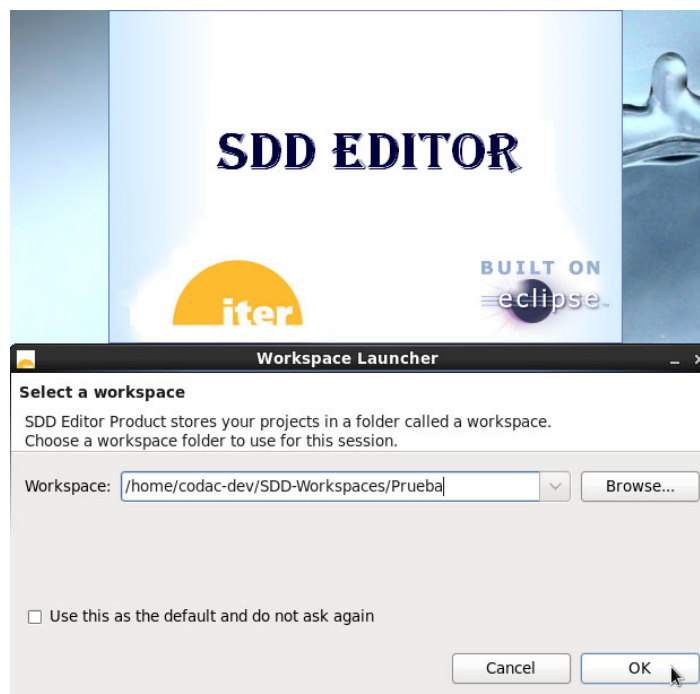 SDD EDITOR
iter
BUILT ON
eclipse™
Workspace Launcher
Select a workspace
SDD Editor Product stores your projects in a folder called a workspace.
Choose a workspace folder to use for this session.
Workspace: /home/codac-dev/SDD-Workspaces/Prueba Browse...
Use this as the default and do not ask again
Cancel OK